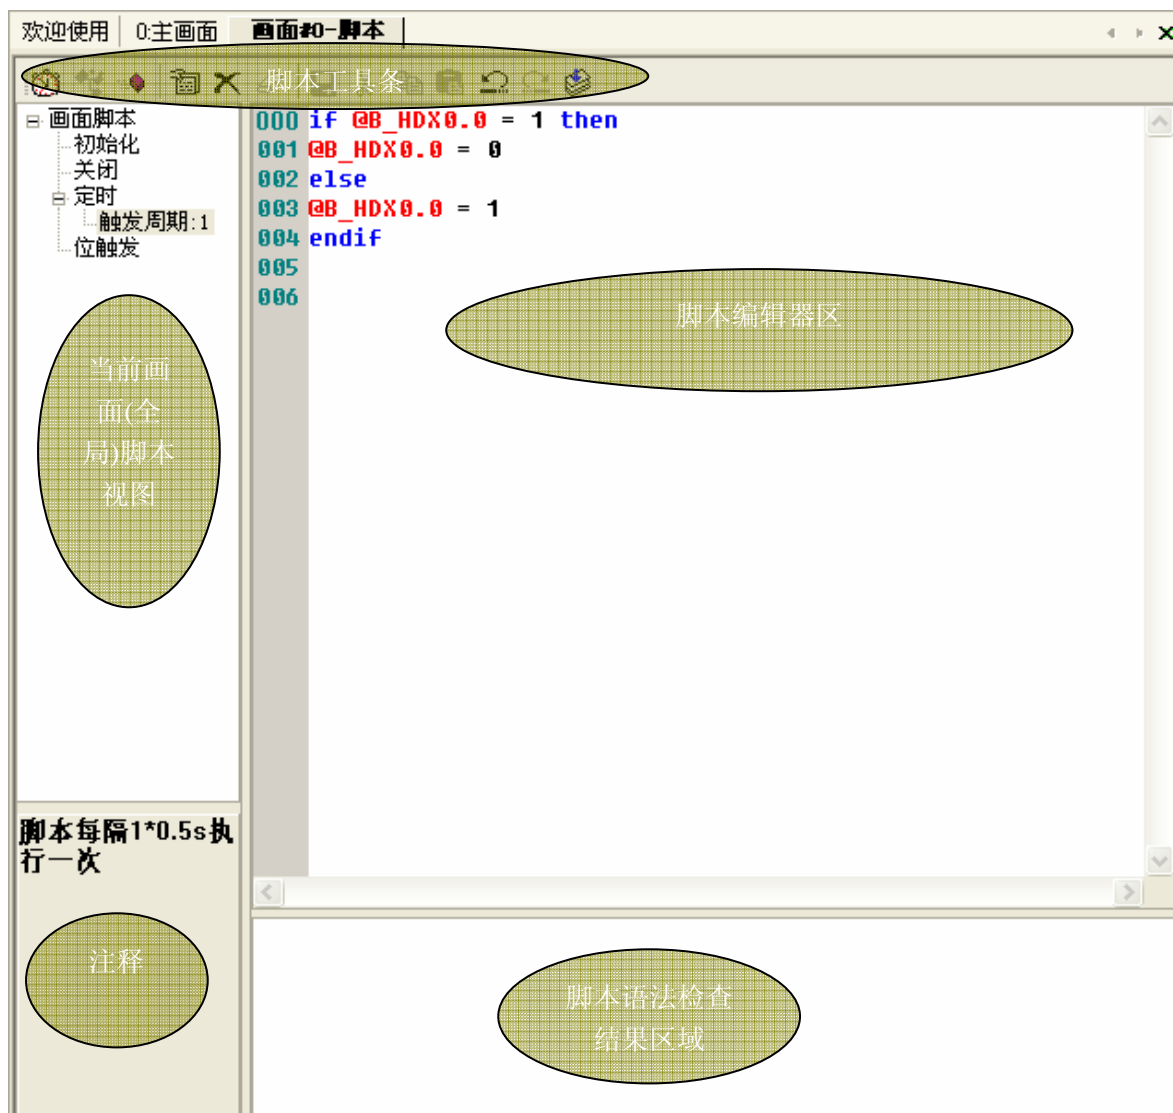 欢迎使用 0:主画面 画面#0-脚本
脚本工具条
画面脚本
初始化
关闭
定时
触发周期:1
位触发
000 if @B_HDX0.0 = 1 then
001 @B_HDX0.0 = 0
002 else
003 @B_HDX0.0 = 1
004 endif
005
006
脚本编辑器区
当前画
面(全
局)脚本
视图
脚本每隔1*0.5s执
行一次
注释
脚本语法检查
结果区域